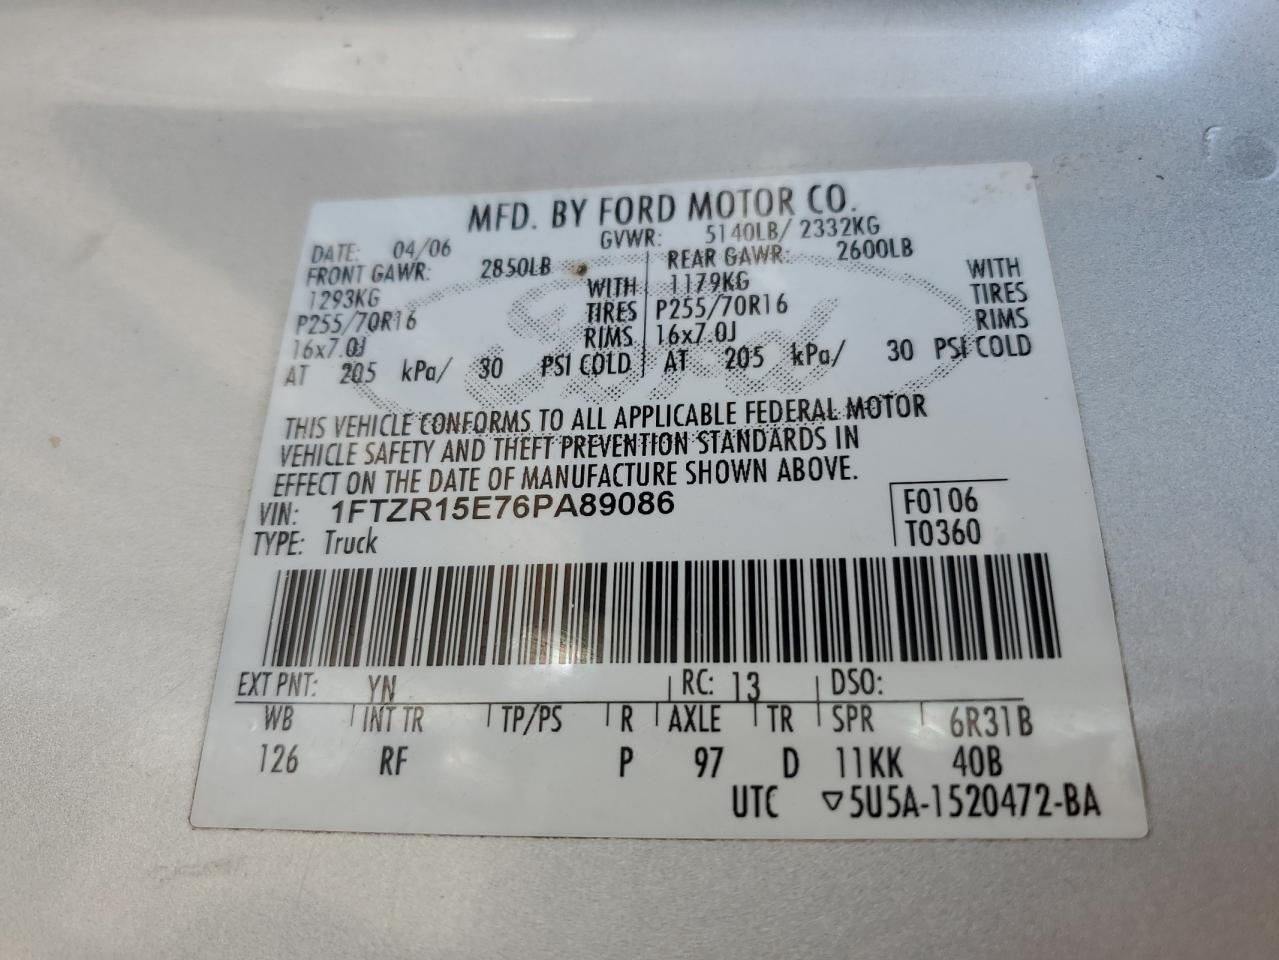 MFD. BY FORD MOTOR CO.
DATE: 04/06 GVWR: 5140LB/ 2332KG
FRONT GAWR: 2850LB REAR GAWR: 2600LB
1293KG WITH 1179KG WITH
P255/70R16 TIRES P255/70R16 TIRES
16x7.0J RIMS 16x7.0J RIMS
AT 205 kPa/ 30 PSI COLD AT 205 kPa/ 30 PSI COLD
THIS VEHICLE CONFORMS TO ALL APPLICABLE FEDERAL MOTOR
VEHICLE SAFETY AND THEFT PREVENTION STANDARDS IN
EFFECT ON THE DATE OF MANUFACTURE SHOWN ABOVE.
VIN: 1FTZR15E76PA89086 F0106
TYPE: Truck T0360
EXT PNT: YN RC: 13 DSO:
WB INT TR TP/PS R AXLE TR SPR 6R31B
126 RF P 97 D 11KK 40B
UTC ▽5U5A-1520472-BA